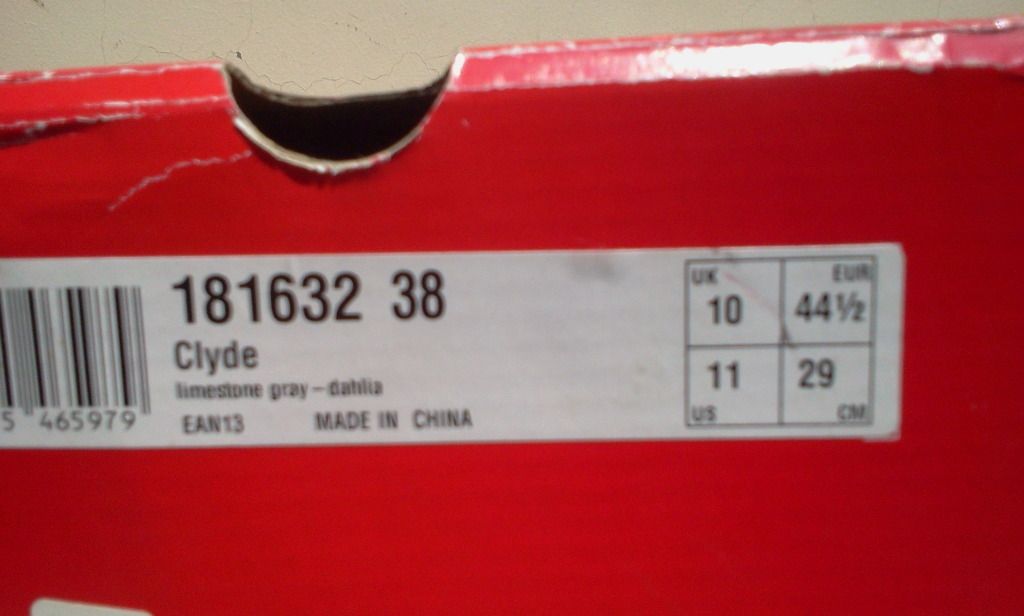 181632 38
Clyde
limestone gray – dahlia
EAN13 MADE IN CHINA
5 465979
UK 10
EUR 44½
11 US
29 CM